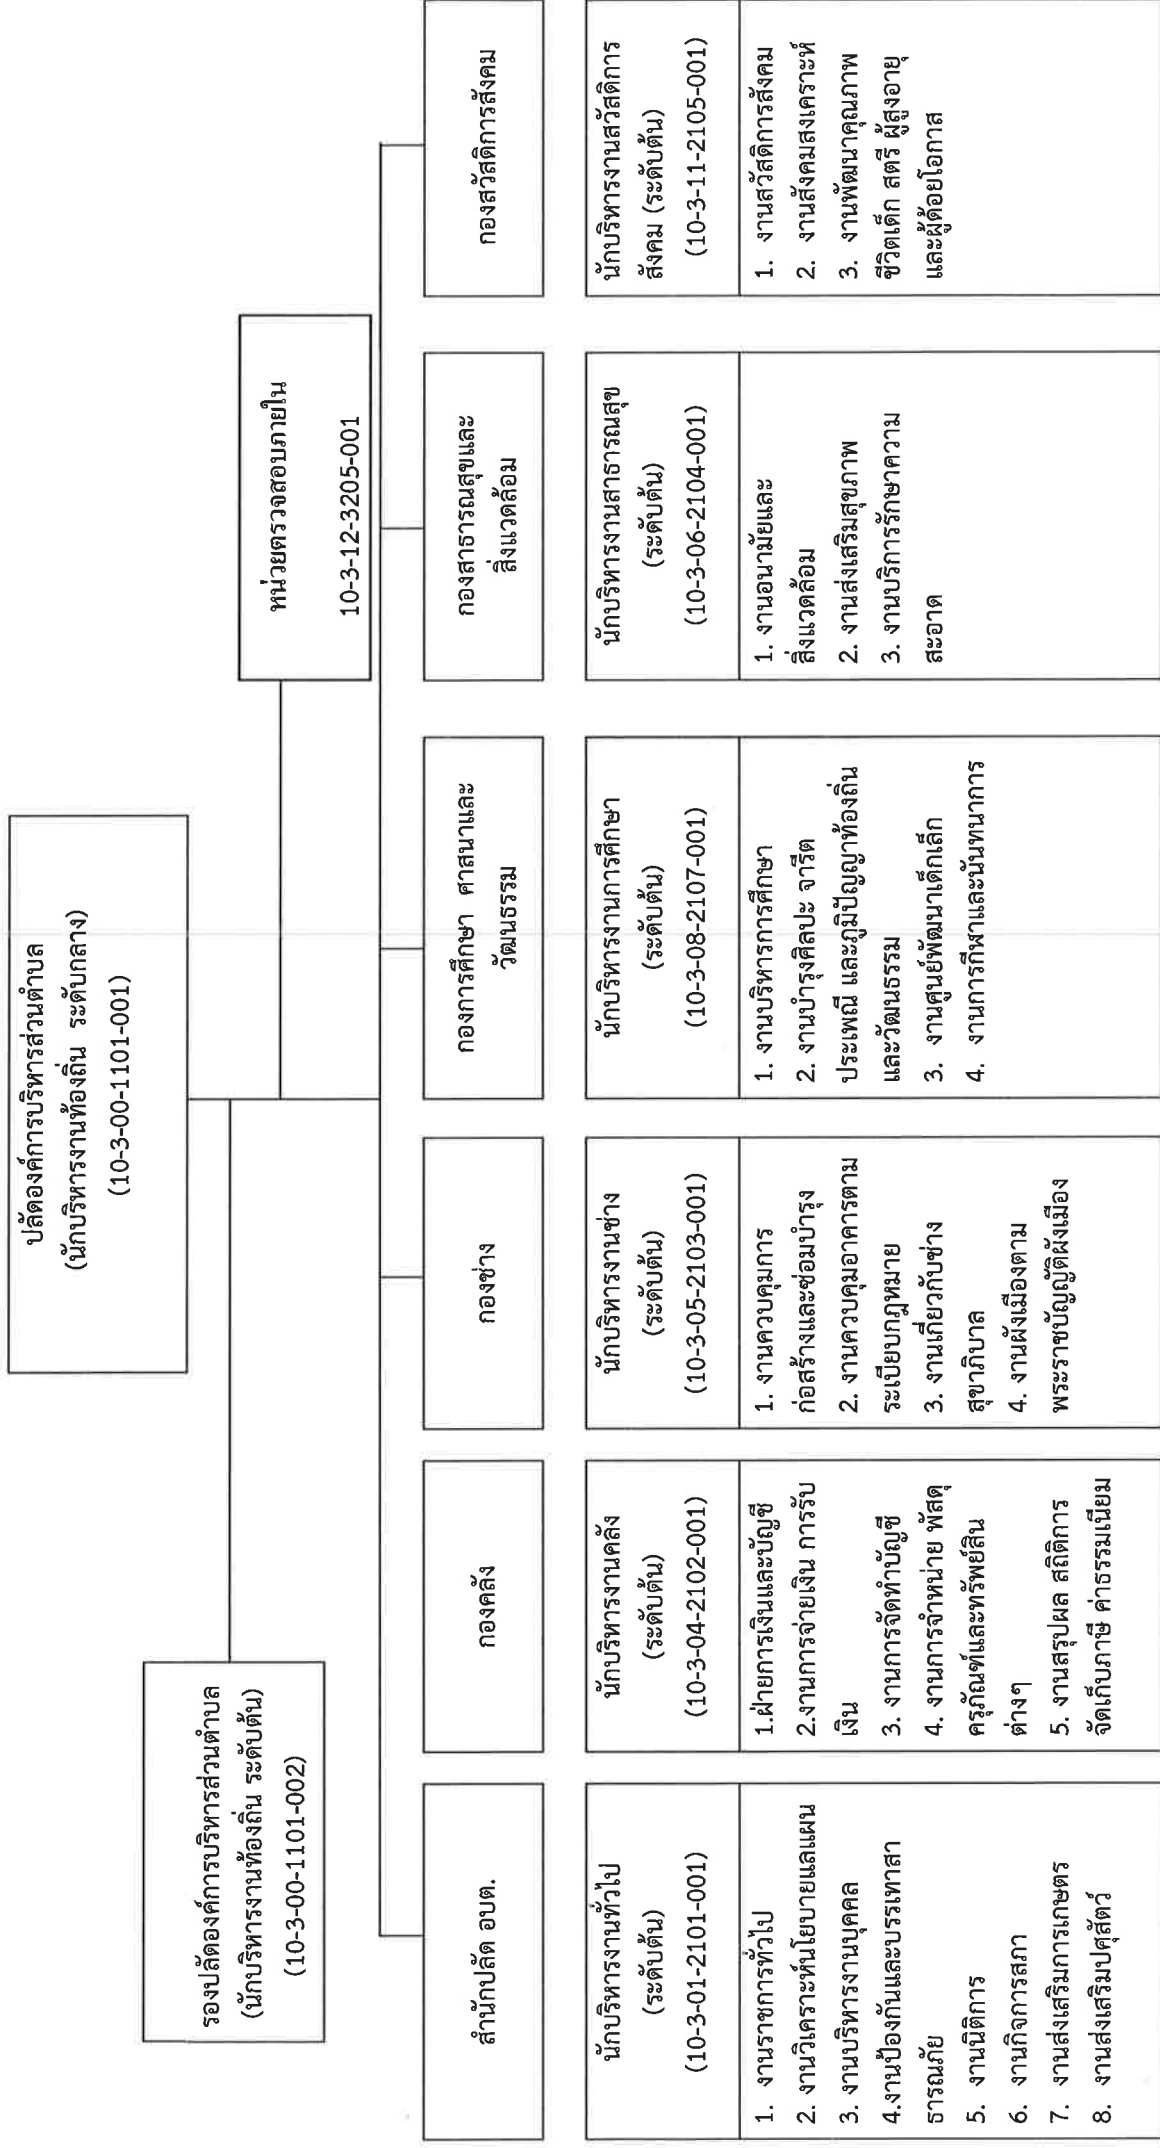 ปลัดองค์การบริหารส่วนตำบล
(นักบริหารงานท้องถิ่น ระดับกลาง)
(10-3-00-1101-001)
รองปลัดองค์การบริหารส่วนตำบล
(นักบริหารงานท้องถิ่น ระดับต้น)
(10-3-00-1101-002)
หน่วยตรวจสอบภายใน
10-3-12-3205-001
สำนักปลัด อบต.
นักบริหารงานทั่วไป
(ระดับต้น)
(10-3-01-2101-001)
1. งานราชการทั่วไป
2. งานวิเคราะห์นโยบายแลแผน
3. งานบริหารงานบุคคล
4.งานป้องกันและบรรเทาสา
ธารณภัย
5. งานนิติการ
6. งานกิจการสภา
7. งานส่งเสริมการเกษตร
8. งานส่งเสริมปศุสัตว์
กองคลัง
นักบริหารงานคลัง
(ระดับต้น)
(10-3-04-2102-001)
1.ฝ่ายการเงินและบัญชี
2.งานการจ่ายเงิน การรับ
เงิน
3. งานการจัดทำบัญชี
4. งานการจำหน่าย พัสดุ
ครุภัณฑ์และทรัพย์สิน
ต่างๆ
5. งานสรุปผล สถิติการ
จัดเก็บภาษี ค่าธรรมเนียม
กองช่าง
นักบริหารงานช่าง
(ระดับต้น)
(10-3-05-2103-001)
1. งานควบคุมการ
ก่อสร้างและซ่อมบำรุง
2. งานควบคุมอาคารตาม
ระเบียบกฎหมาย
3. งานเกี่ยวกับช่าง
สุขาภิบาล
4. งานผังเมืองตาม
พระราชบัญญัติผังเมือง
กองการศึกษา ศาสนาและ
วัฒนธรรม
นักบริหารงานการศึกษา
(ระดับต้น)
(10-3-08-2107-001)
1. งานบริหารการศึกษา
2. งานบำรุงศิลปะ จารีต
ประเพณี และภูมิปัญญาท้องถิ่น
และวัฒนธรรม
3. งานศูนย์พัฒนาเด็กเล็ก
4. งานการกีฬาและนันทนาการ
กองสาธารณสุขและ
สิ่งแวดล้อม
นักบริหารงานสาธารณสุข
(ระดับต้น)
(10-3-06-2104-001)
1. งานอนามัยและ
สิ่งแวดล้อม
2. งานส่งเสริมสุขภาพ
3. งานบริการรักษาความ
สะอาด
กองสวัสดิการสังคม
นักบริหารงานสวัสดิการ
สังคม (ระดับต้น)
(10-3-11-2105-001)
1. งานสวัสดิการสังคม
2. งานสังคมสงเคราะห์
3. งานพัฒนาคุณภาพ
ชีวิตเด็ก สตรี ผู้สูงอายุ
และผู้ด้อยโอกาส